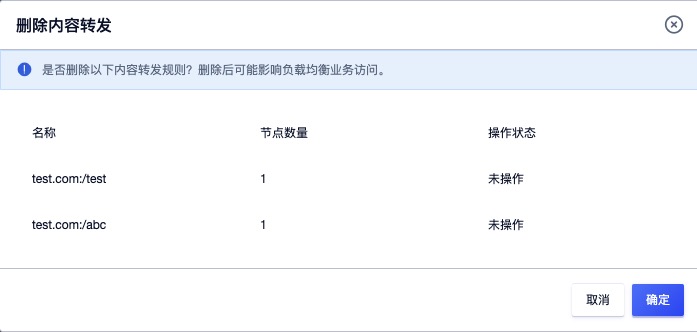 删除内容转发
是否删除以下内容转发规则？删除后可能影响负载均衡业务访问。
名称 节点数量 操作状态
test.com:/test 1 未操作
test.com:/abc 1 未操作
取消 确定